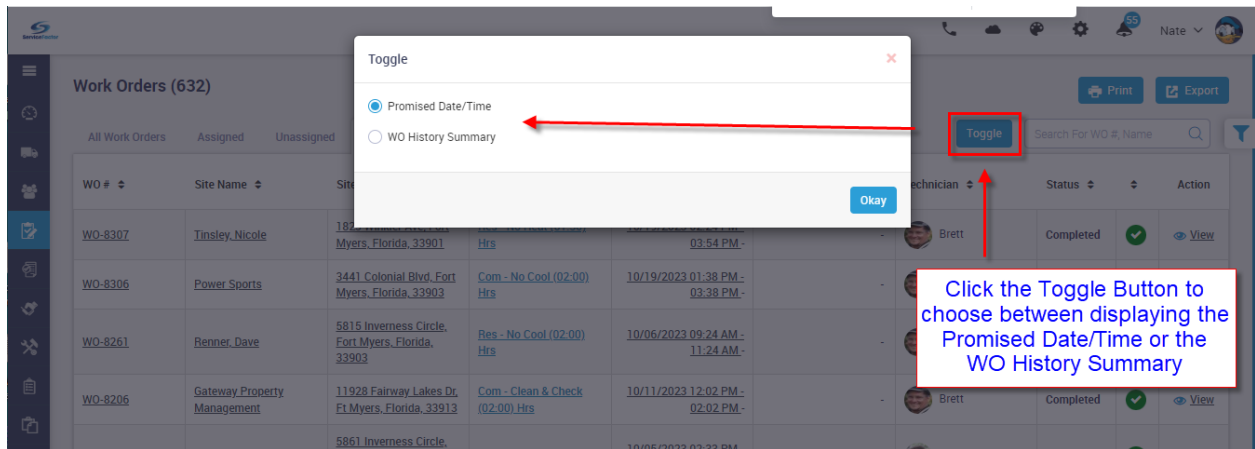 55
Nate
Toggle
Promised Date/Time
WO History Summary
Okay
Work Orders (632)
Print
Export
All Work Orders Assigned Unassigned
Toggle
Search For WO #, Name
WO # Site Name Technician Status Action
WO-8307 Tinsley, Nicole
Myers, Florida, 33901
Hrs
03:54 PM -
- Brett Completed View
WO-8306 Power Sports
3441 Colonial Blvd, Fort
Myers, Florida, 33903
Com - No Cool (02:00)
Hrs
10/19/2023 01:38 PM -
03:38 PM -
-
WO-8261 Renner, Dave
5815 Inverness Circle,
Fort Myers, Florida,
33903
Res - No Cool (02:00)
Hrs
10/06/2023 09:24 AM -
11:24 AM -
-
Click the Toggle Button to
choose between displaying the
Promised Date/Time or the
WO History Summary
WO-8206
Gateway Property
Management
11928 Fairway Lakes Dr,
Ft Myers, Florida, 33913
Com - Clean & Check
(02:00) Hrs
10/11/2023 12:02 PM -
02:02 PM -
- Brett Completed View
5861 Inverness Circle,